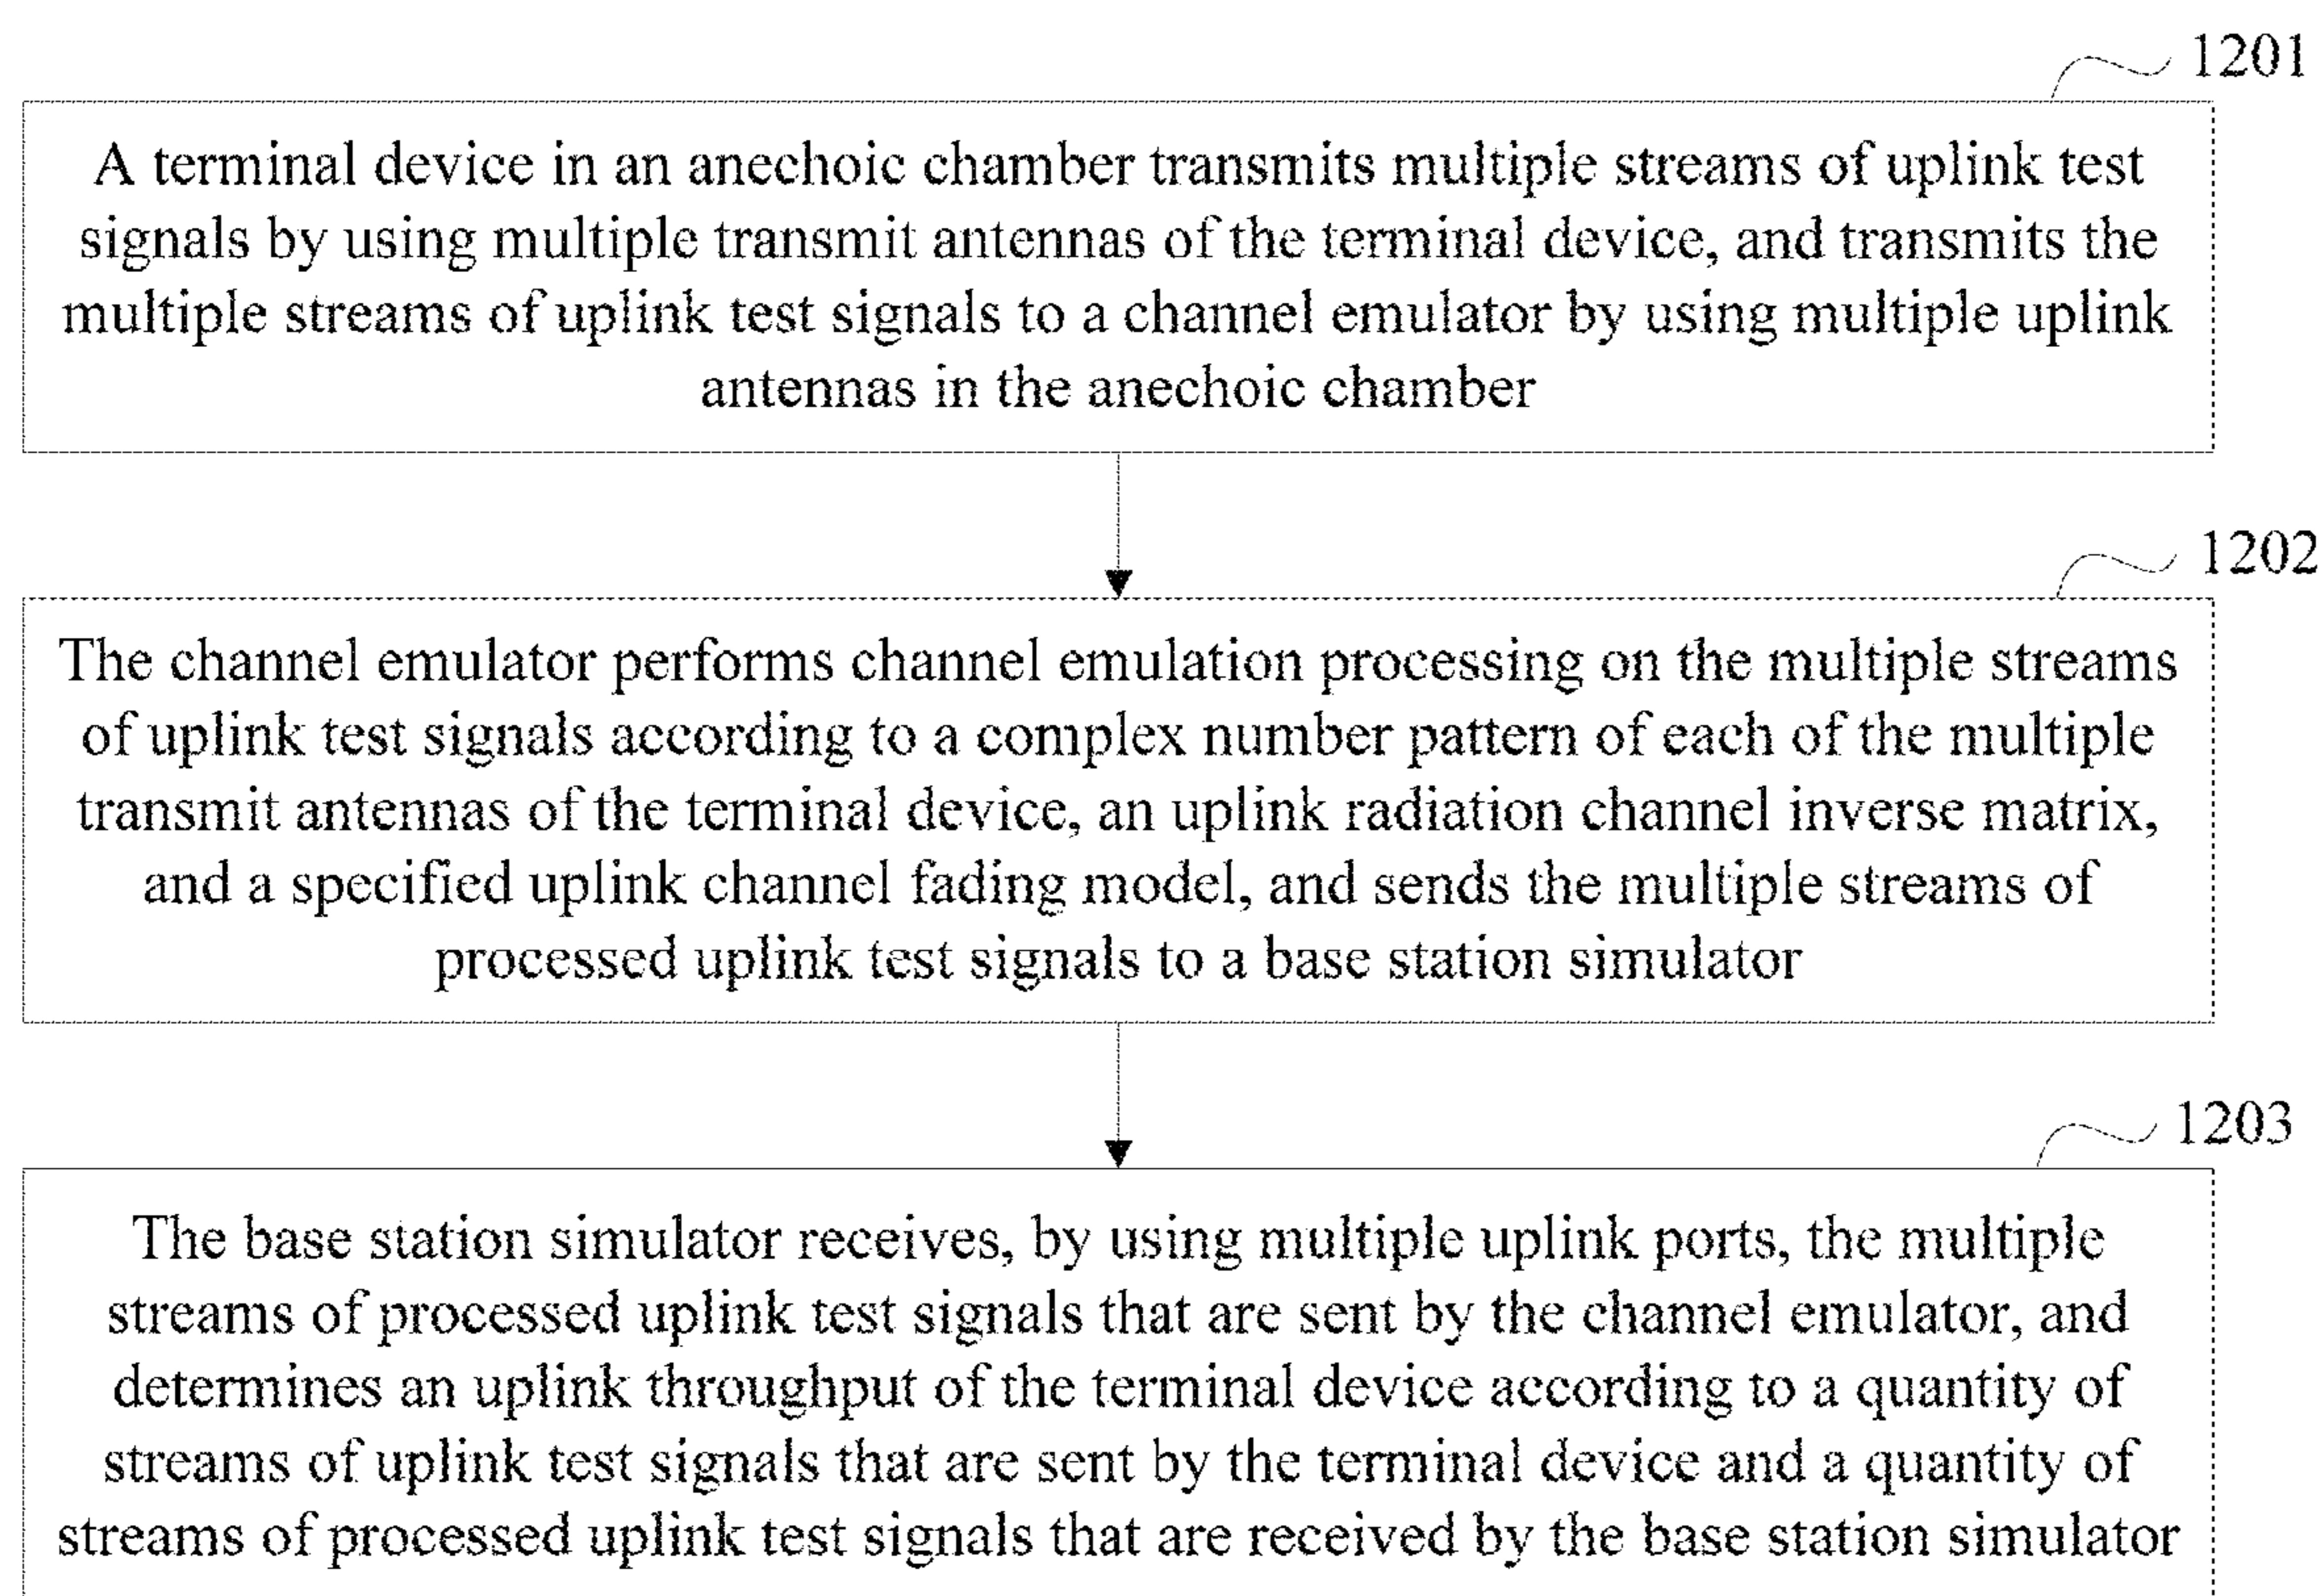 1201
A terminal device in an anechoic chamber transmits multiple streams of uplink test
signals by using multiple transmit antennas of the terminal device, and transmits the
multiple streams of uplink test signals to a channel emulator by using multiple uplink
antennas in the anechoic chamber
1202
The channel emulator performs channel emulation processing on the multiple streams
of uplink test signals according to a complex number pattern of each of the multiple
transmit antennas of the terminal device, an uplink radiation channel inverse matrix,
and a specified uplink channel fading model, and sends the multiple streams of
processed uplink test signals to a base station simulator
1203
The base station simulator receives, by using multiple uplink ports, the multiple
streams of processed uplink test signals that are sent by the channel emulator, and
determines an uplink throughput of the terminal device according to a quantity of
streams of uplink test signals that are sent by the terminal device and a quantity of
streams of processed uplink test signals that are received by the base station simulator